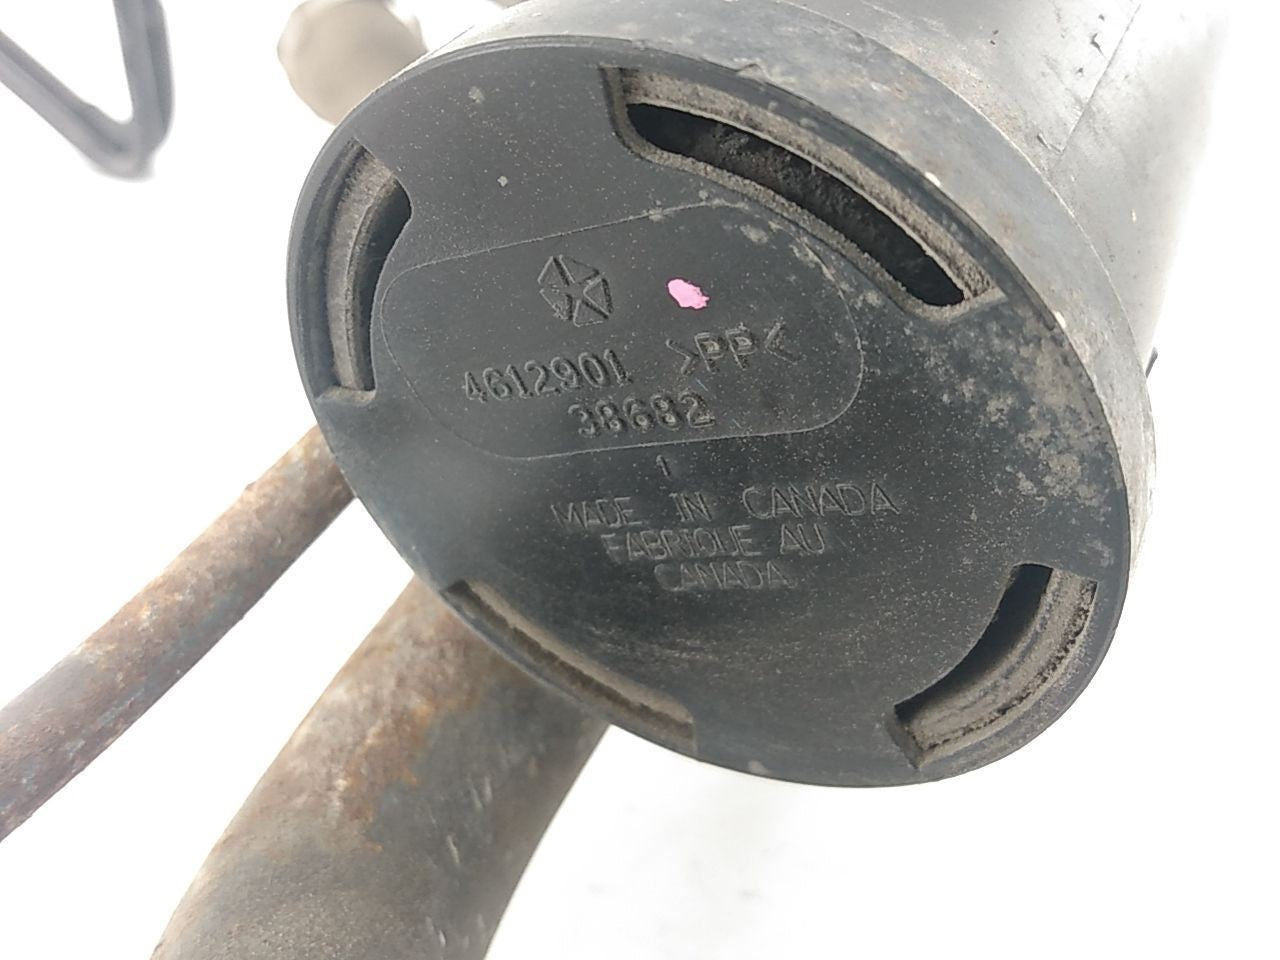 4612901 >PP<
38682
1
MADE IN CANADA
FABRIQUE AU
CANADA